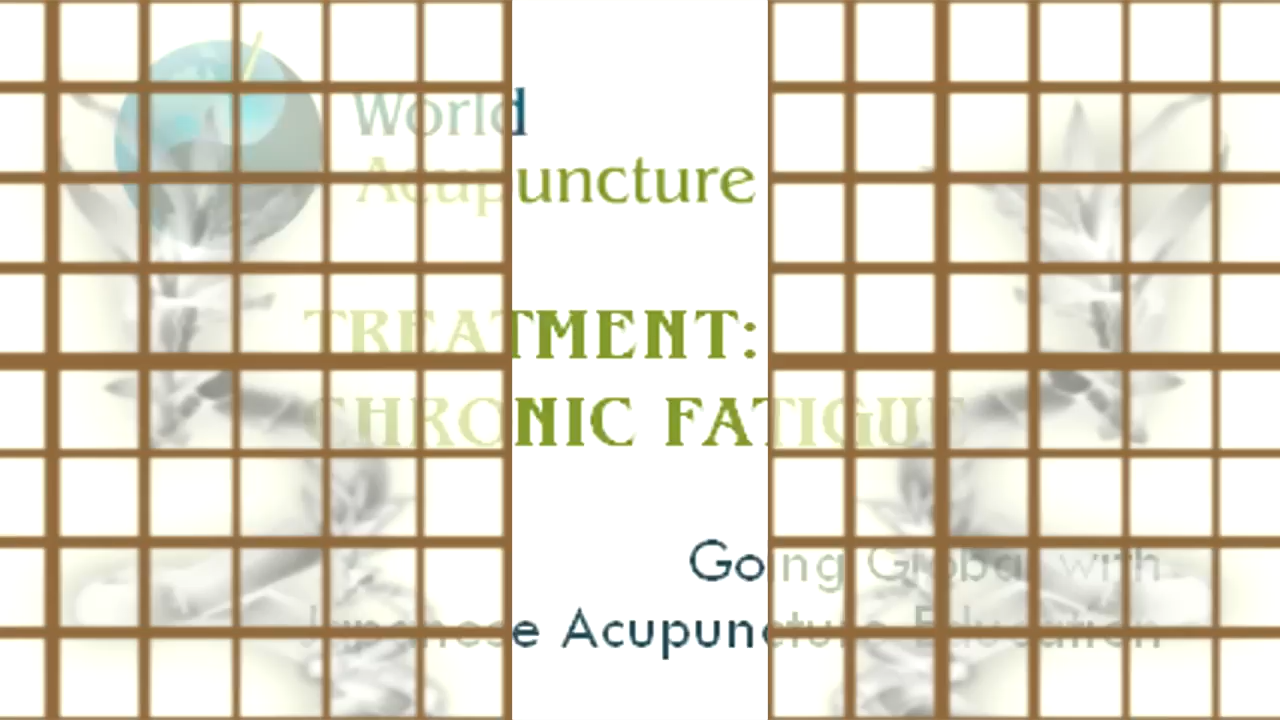 World
Acupuncture
TREATMENT:
CHRONIC FATIGUE
Going Global with
Japanese Acupuncture Education